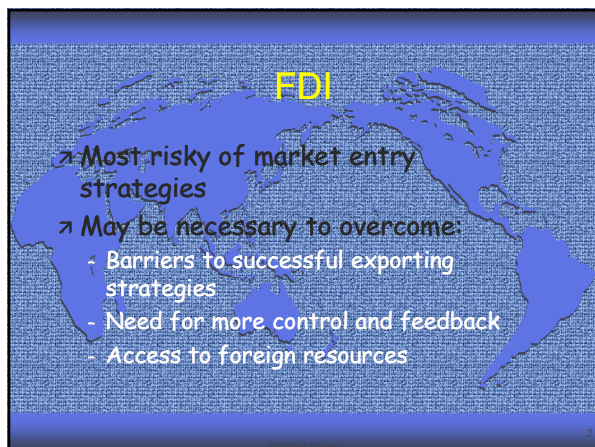 FDI
Most risky of market entry
strategies
May be necessary to overcome:
- Barriers to successful exporting
strategies
- Need for more control and feedback
- Access to foreign resources